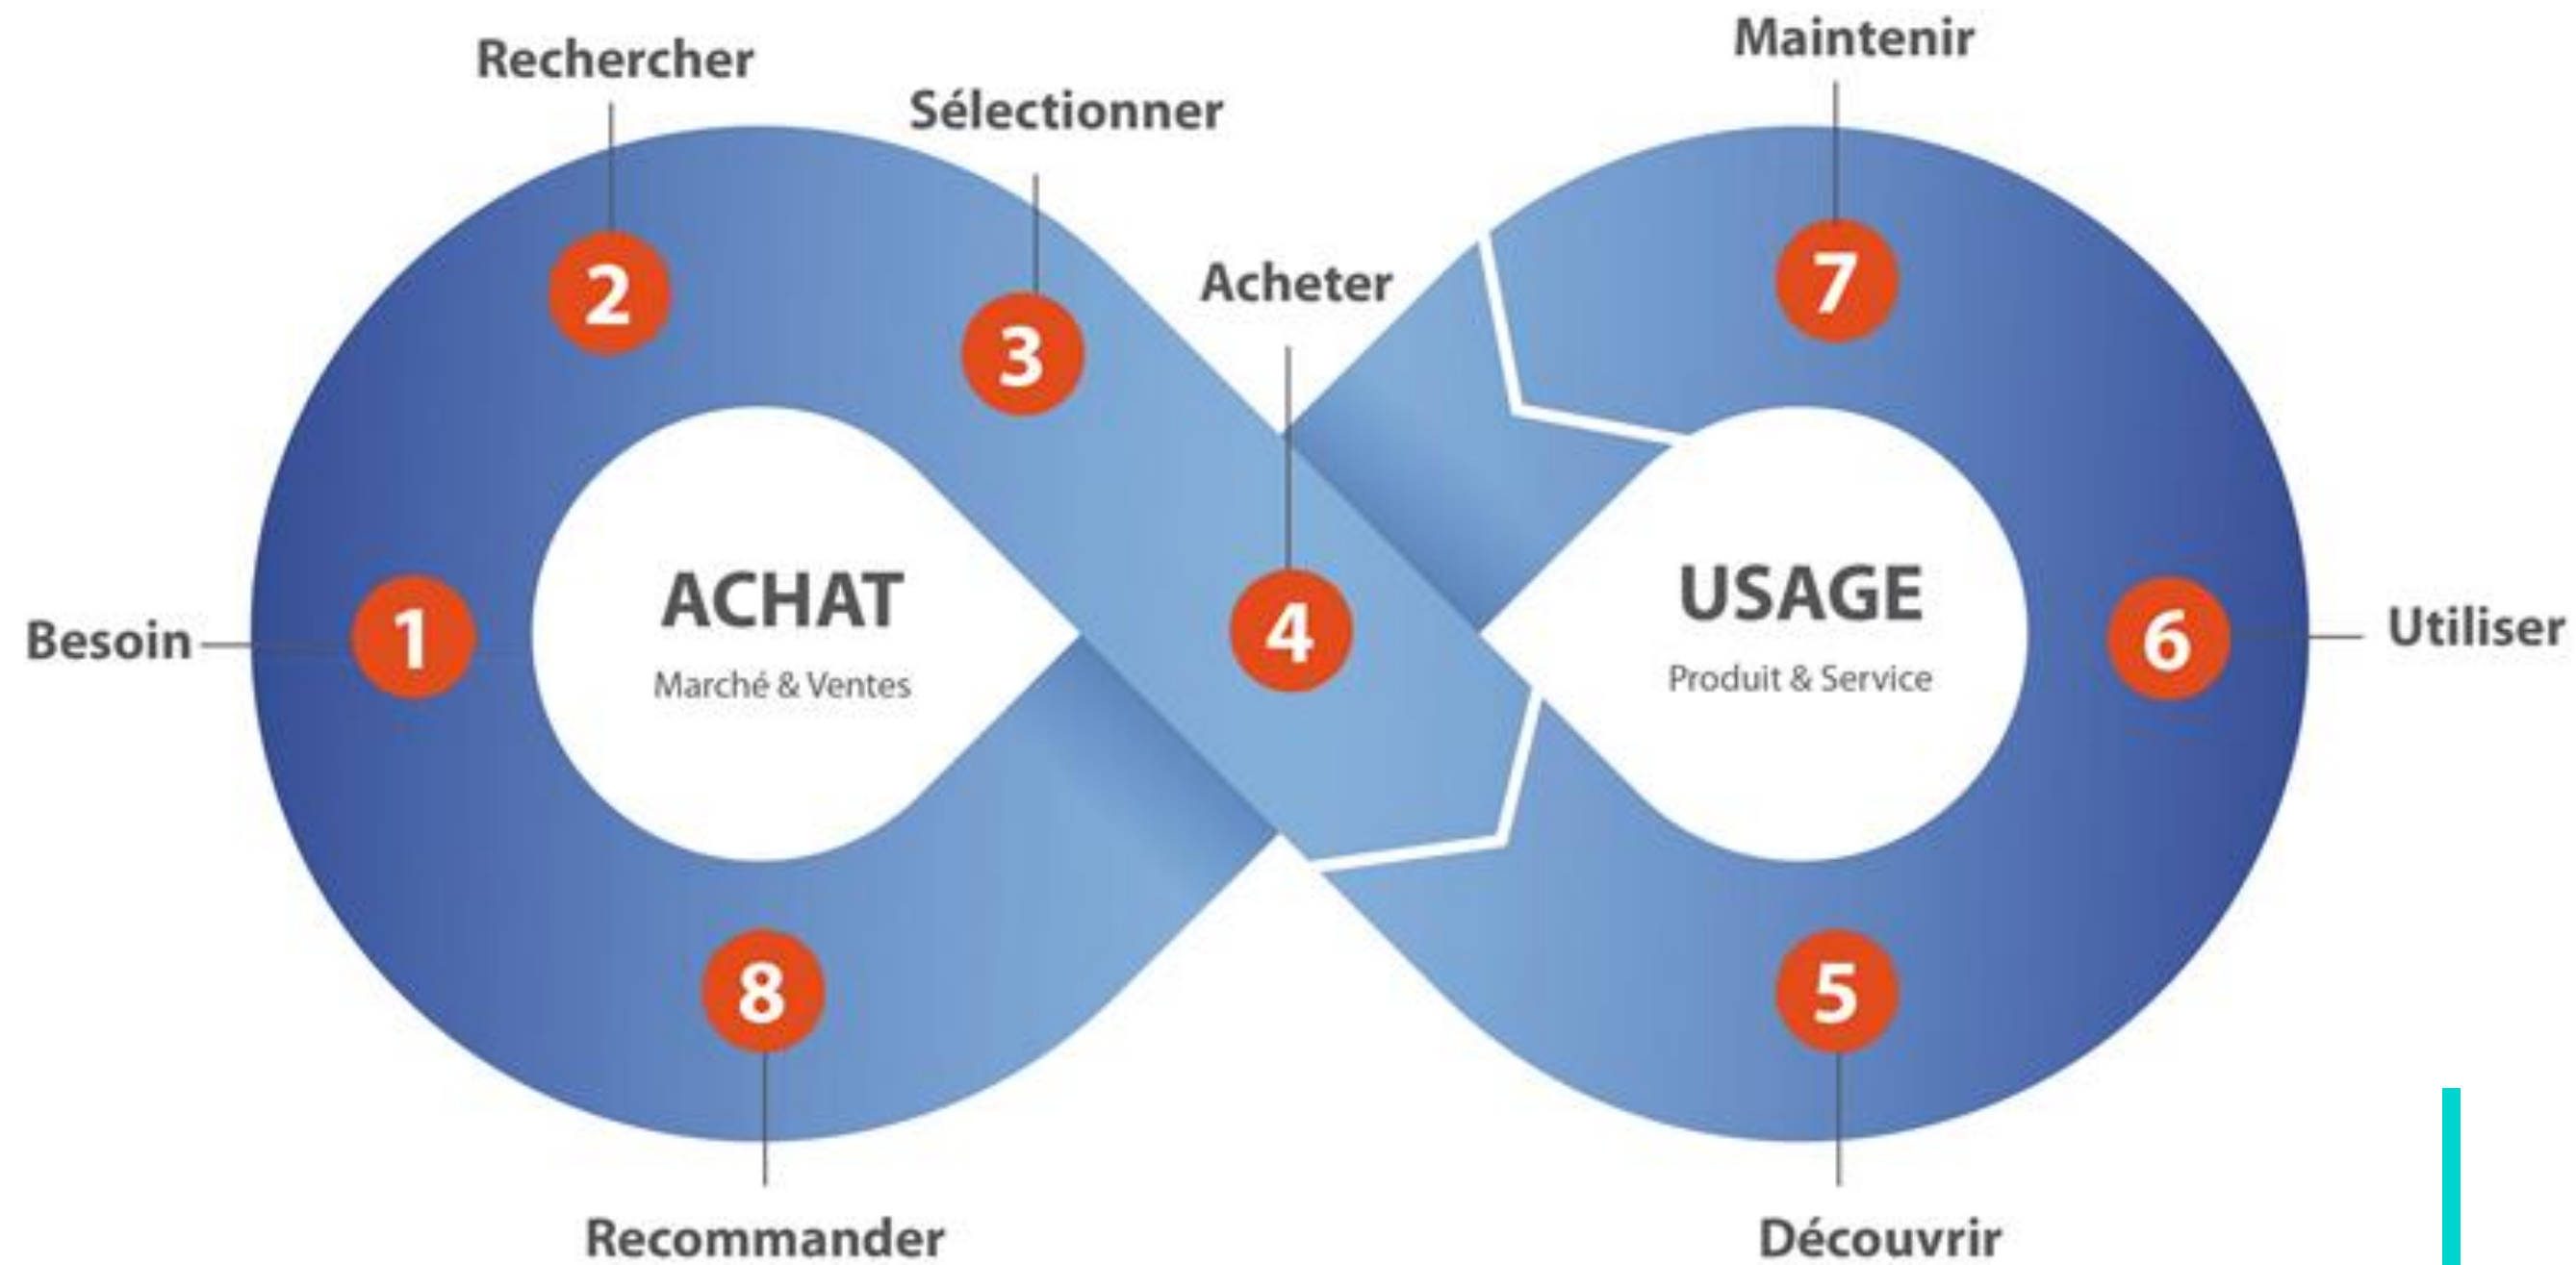 Maintenir
Rechercher
Sélectionner
Acheter
2
7
3
ACHAT
Marché & Ventes
USAGE
Produit & Service
Besoin
1
4
6
Utiliser
8
5
Recommander
Découvrir